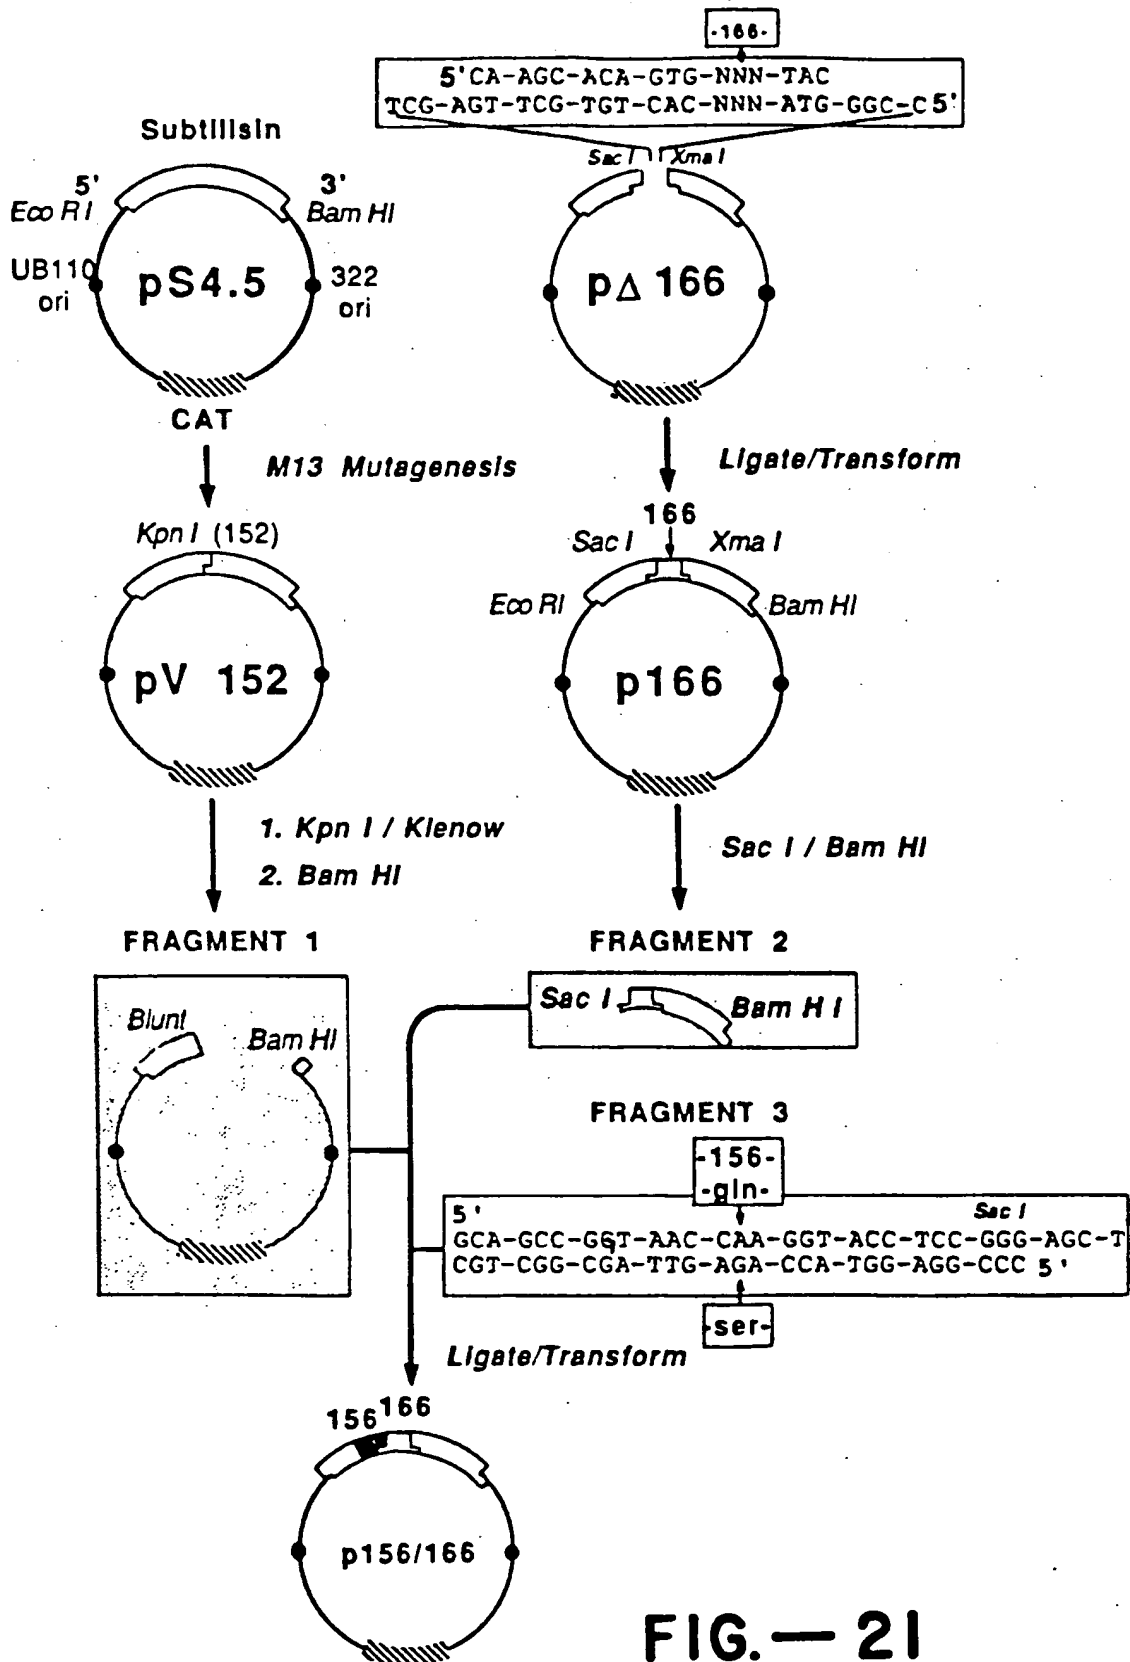 -166-
5'CA-AGC-ACA-GTG-NNN-TAC
TCG-AGT-TCG-TGT-CAC-NNN-ATG-GGC-C5'
Subtilisin
Sac I Xma I
5' 3'
Eco RI Bam HI
UB110 ori
pS4.5
322 ori
CAT
pΔ166
M13 Mutagenesis
Ligate/Transform
Kpn I (152)
pV 152
166
Sac I Xma I
Eco RI Bam HI
p166
1. Kpn I / Klenow
2. Bam HI
Sac I / Bam HI
FRAGMENT 1
Blunt
Bam HI
FRAGMENT 2
Sac I
Bam H I
FRAGMENT 3
-156-
-gln-
5'
Sac I
GCA-GCC-GGT-AAC-CAA-GGT-ACC-TCC-GGG-AGC-T
CGT-CGG-CGA-TTG-AGA-CCA-TGG-AGG-CCC 5'
-ser-
Ligate/Transform
156 166
p156/166
FIG.—21